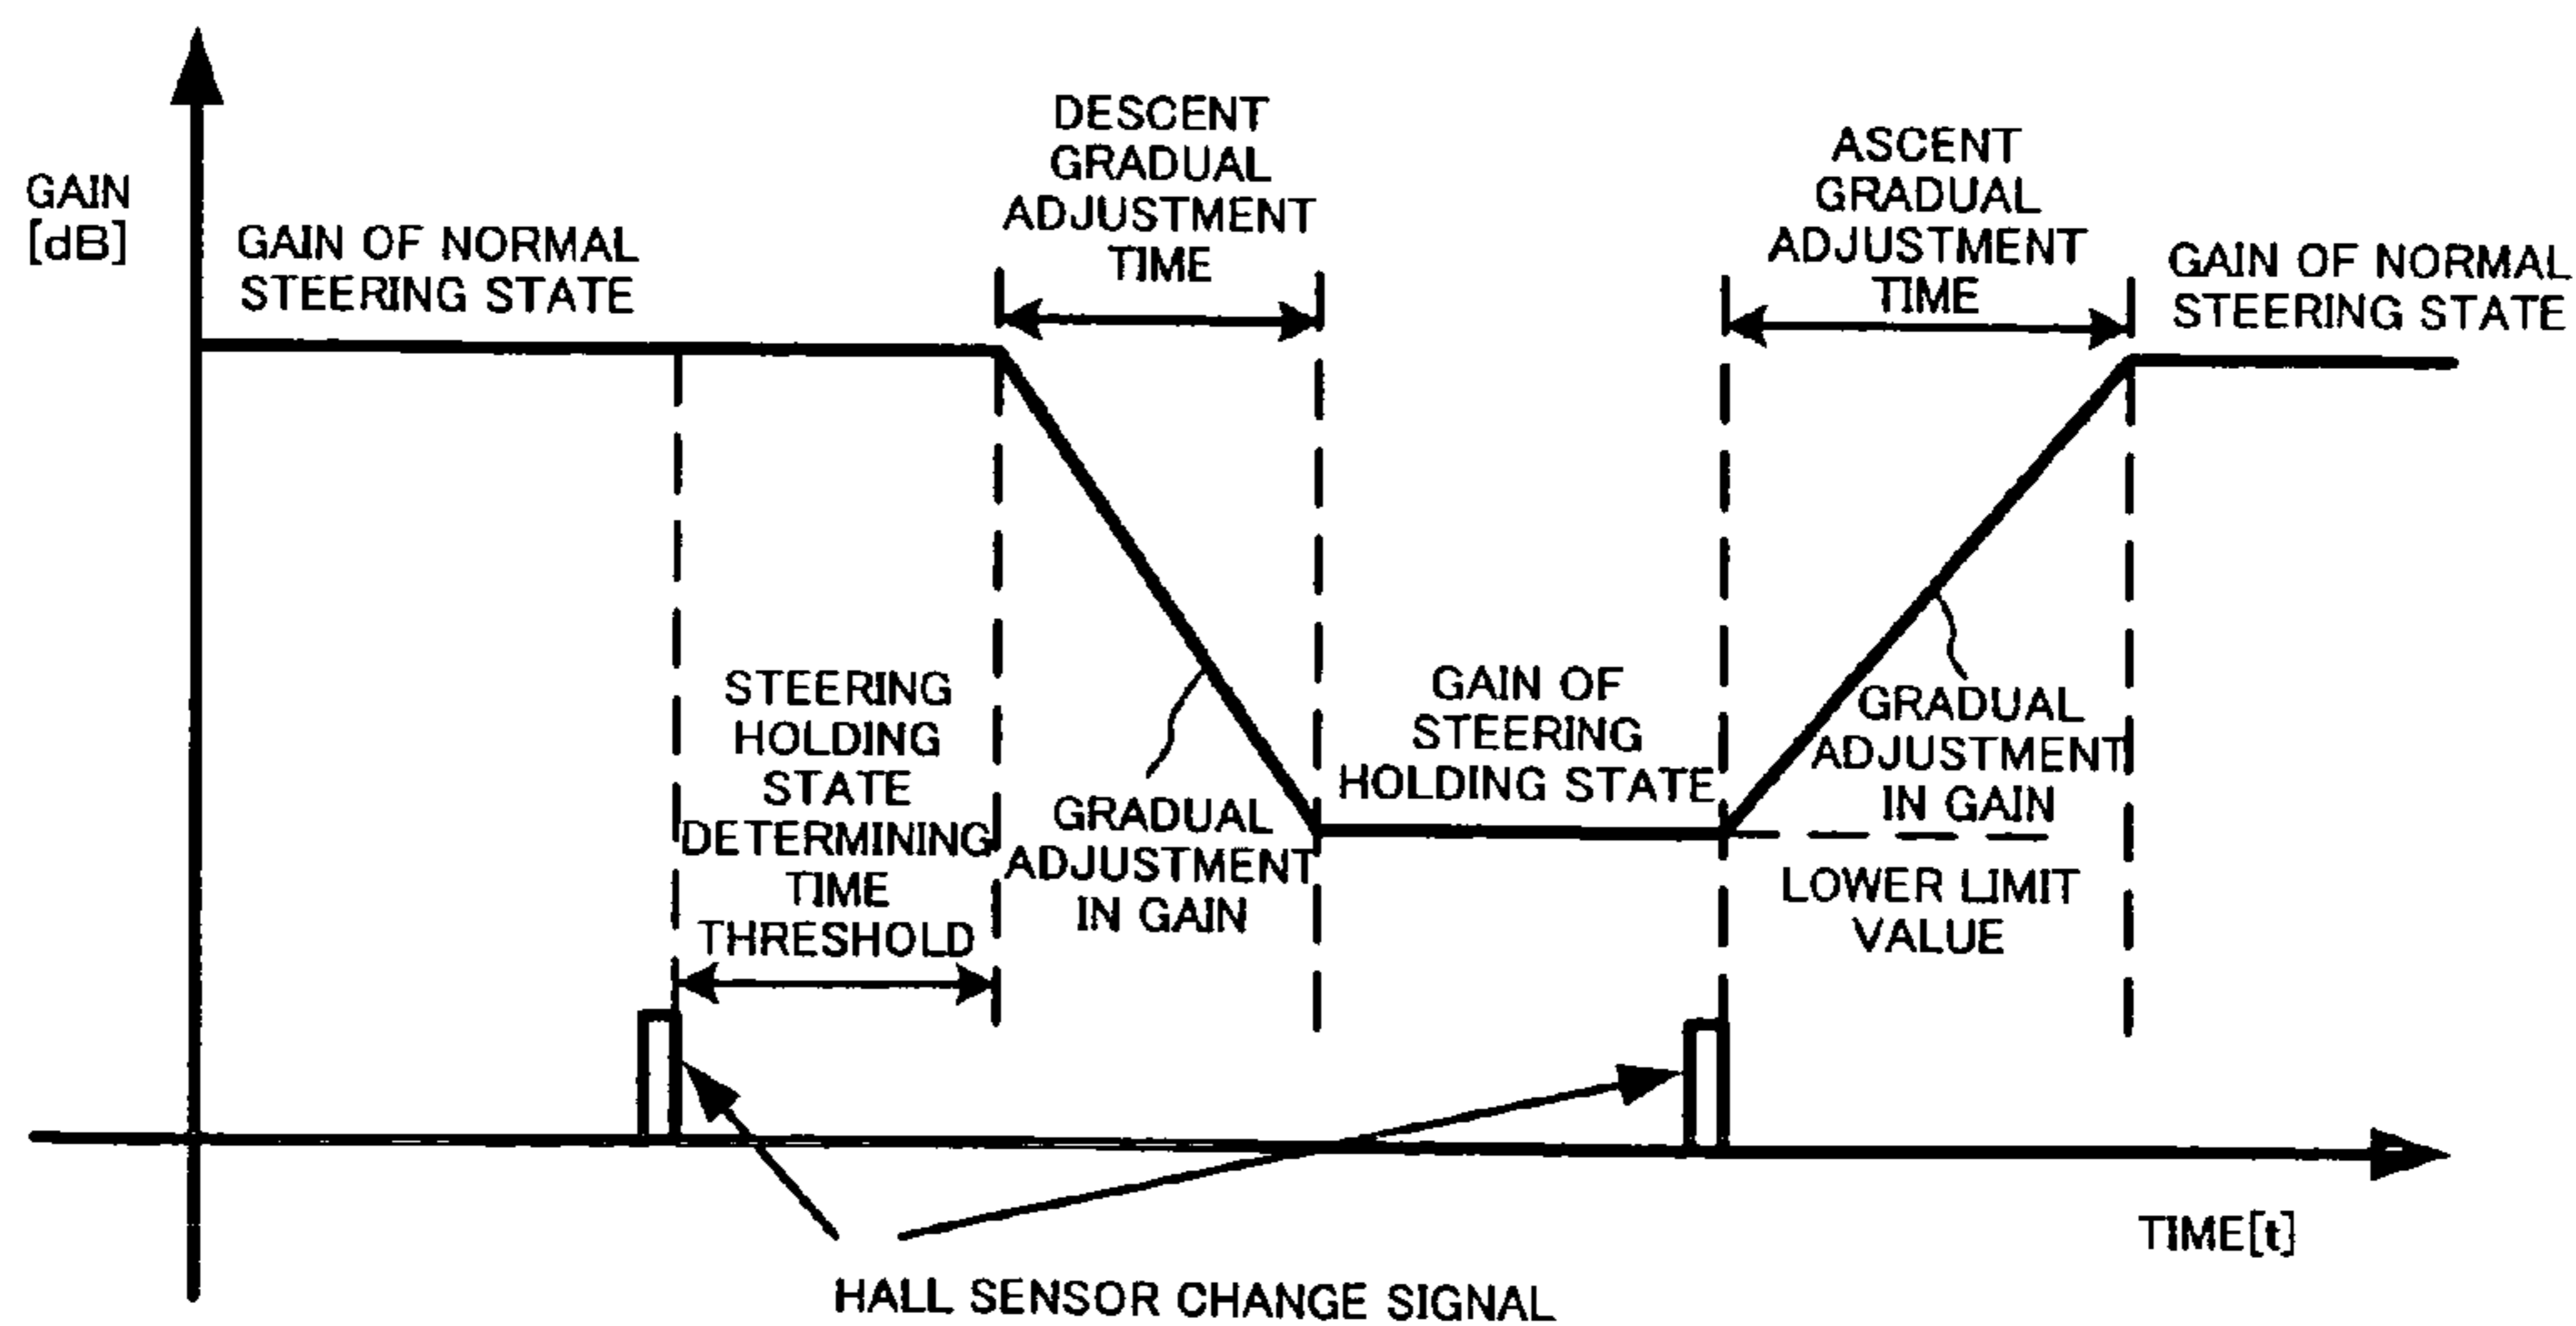 GAIN
[dB]
GAIN OF NORMAL
STEERING STATE
DESCENT
GRADUAL
ADJUSTMENT
TIME
ASCENT
GRADUAL
ADJUSTMENT
TIME
GAIN OF NORMAL
STEERING STATE
STEERING
HOLDING
STATE
DETERMINING
TIME
THRESHOLD
GRADUAL
ADJUSTMENT
IN GAIN
GAIN OF
STEERING
HOLDING STATE
GRADUAL
ADJUSTMENT
IN GAIN
LOWER LIMIT
VALUE
TIME[t]
HALL SENSOR CHANGE SIGNAL